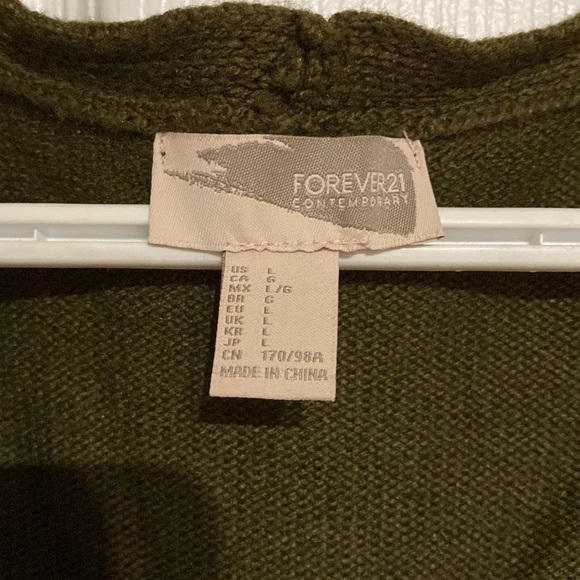 FOREVER21
CONTEMPORARY
US L
CA G
MX L/G
BR G
EU L
UK L
KR L
JP L
CN 170/98A
MADE IN CHINA